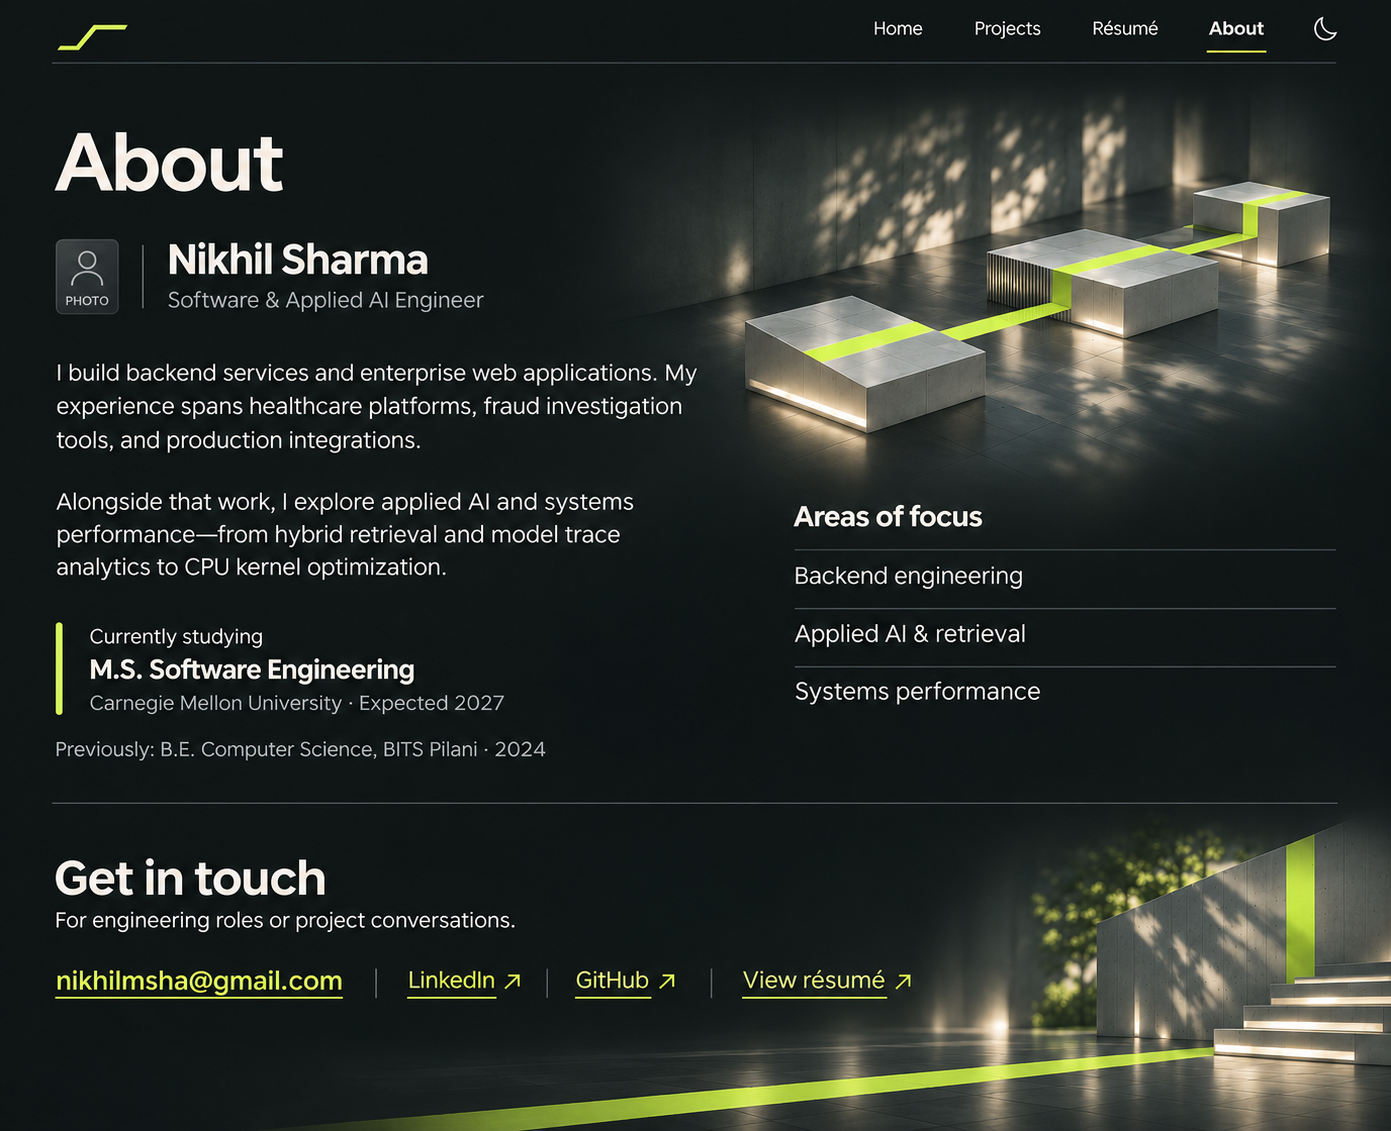 Home
Projects
Résumé
About
About
PHOTO
Nikhil Sharma
Software & Applied AI Engineer
I build backend services and enterprise web applications. My
experience spans healthcare platforms, fraud investigation
tools, and production integrations.
Alongside that work, I explore applied AI and systems
performance—from hybrid retrieval and model trace
analytics to CPU kernel optimization.
Currently studying
M.S. Software Engineering
Carnegie Mellon University · Expected 2027
Previously: B.E. Computer Science, BITS Pilani · 2024
Areas of focus
Backend engineering
Applied AI & retrieval
Systems performance
Get in touch
For engineering roles or project conversations.
nikhilmsha@gmail.com
LinkedIn ↗
GitHub ↗
View résumé ↗